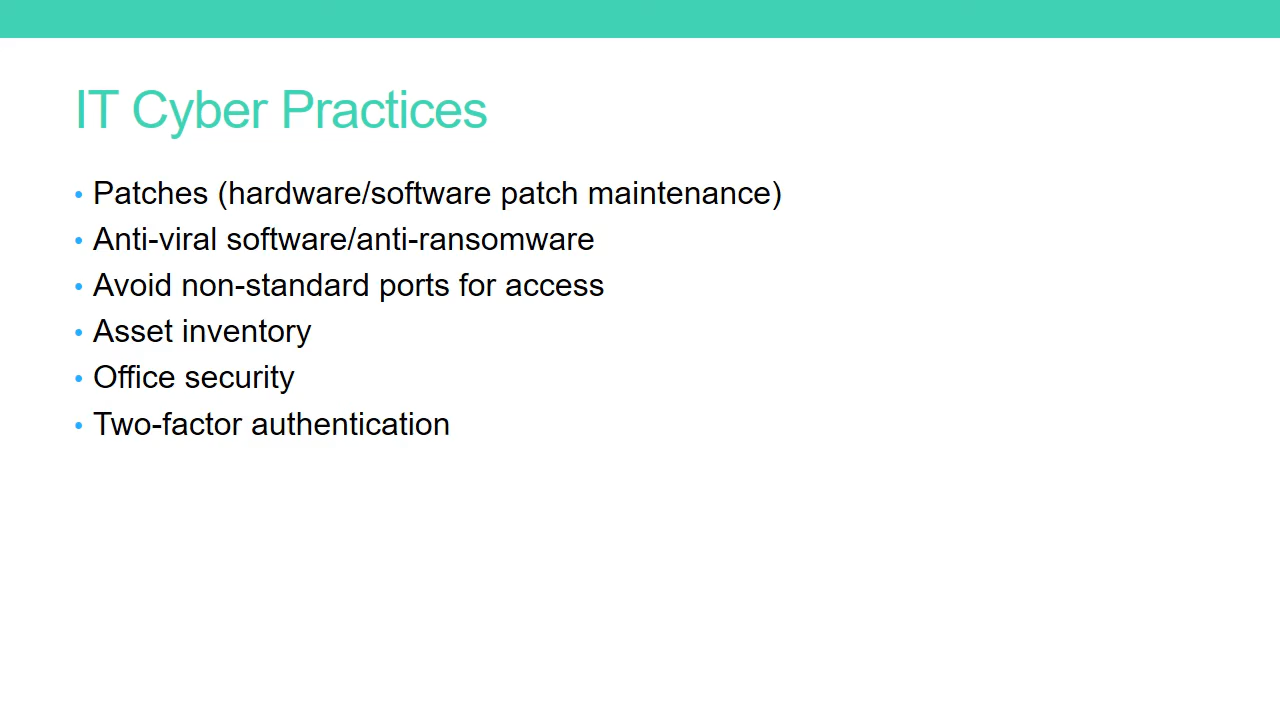 IT Cyber Practices
• Patches (hardware/software patch maintenance)
• Anti-viral software/anti-ransomware
• Avoid non-standard ports for access
• Asset inventory
• Office security
• Two-factor authentication